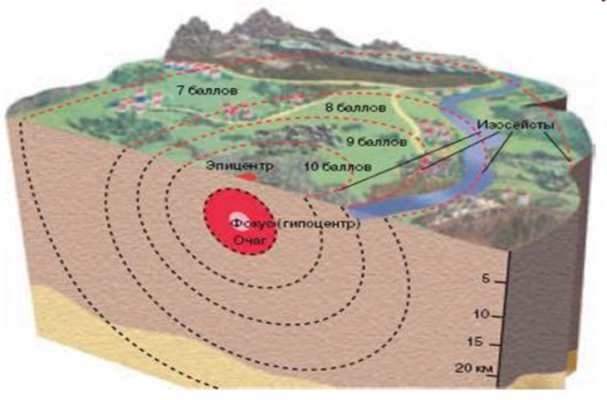 7 баллов
8 баллов
Изосейсты
9 баллов
Эпицентр
10 баллов
Фокус (гипоцентр)
Очаг
5
10
15
20 км